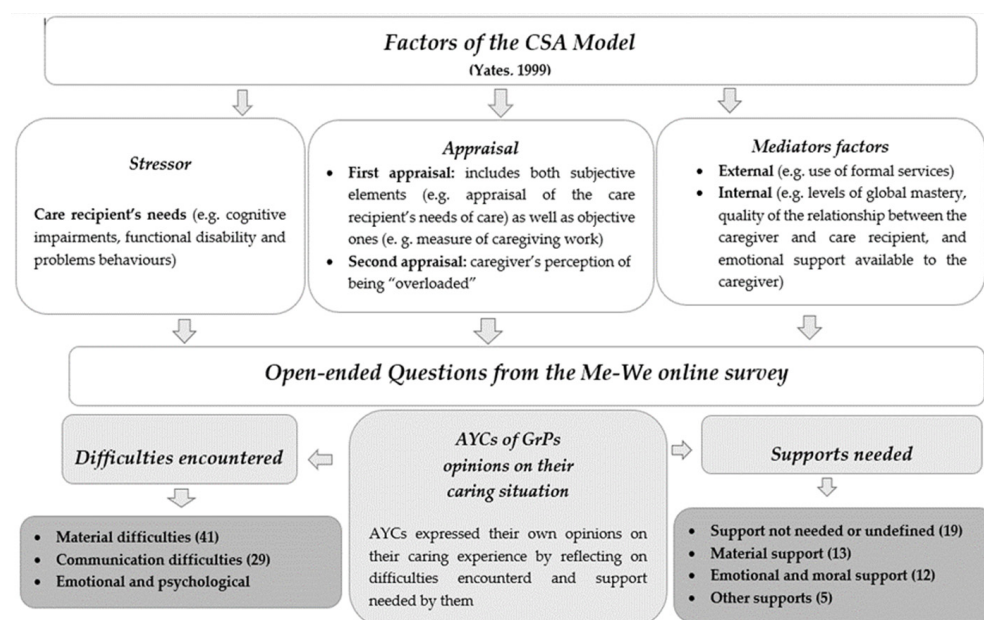 Factors of the CSA Model
(Yates. 1999)
Stressor
Care recipient's needs (e.g. cognitive
impairments, functional disability and
problems behaviours)
Appraisal
• First appraisal: includes both subjective
elements (e.g. appraisal of the care
recipient's needs of care) as well as objective
ones (e. g. measure of caregiving work)
• Second appraisal: caregiver's perception of
being "overloaded"
Mediators factors
• External (e.g. use of formal services)
• Internal (e.g. levels of global mastery,
quality of the relationship between the
caregiver and care recipient, and
emotional support available to the
caregiver)
Open-ended Questions from the Me-We online survey
Difficulties encountered
• Material difficulties (41)
• Communication difficulties (29)
• Emotional and psychological
AYCs of GrPs
opinions on their
caring situation
AYCs expressed their own opinions on
their caring experience by reflecting on
difficulties encounterd and support
needed by them
Supports needed
• Support not needed or undefined (19)
• Material support (13)
• Emotional and moral support (12)
• Other supports (5)